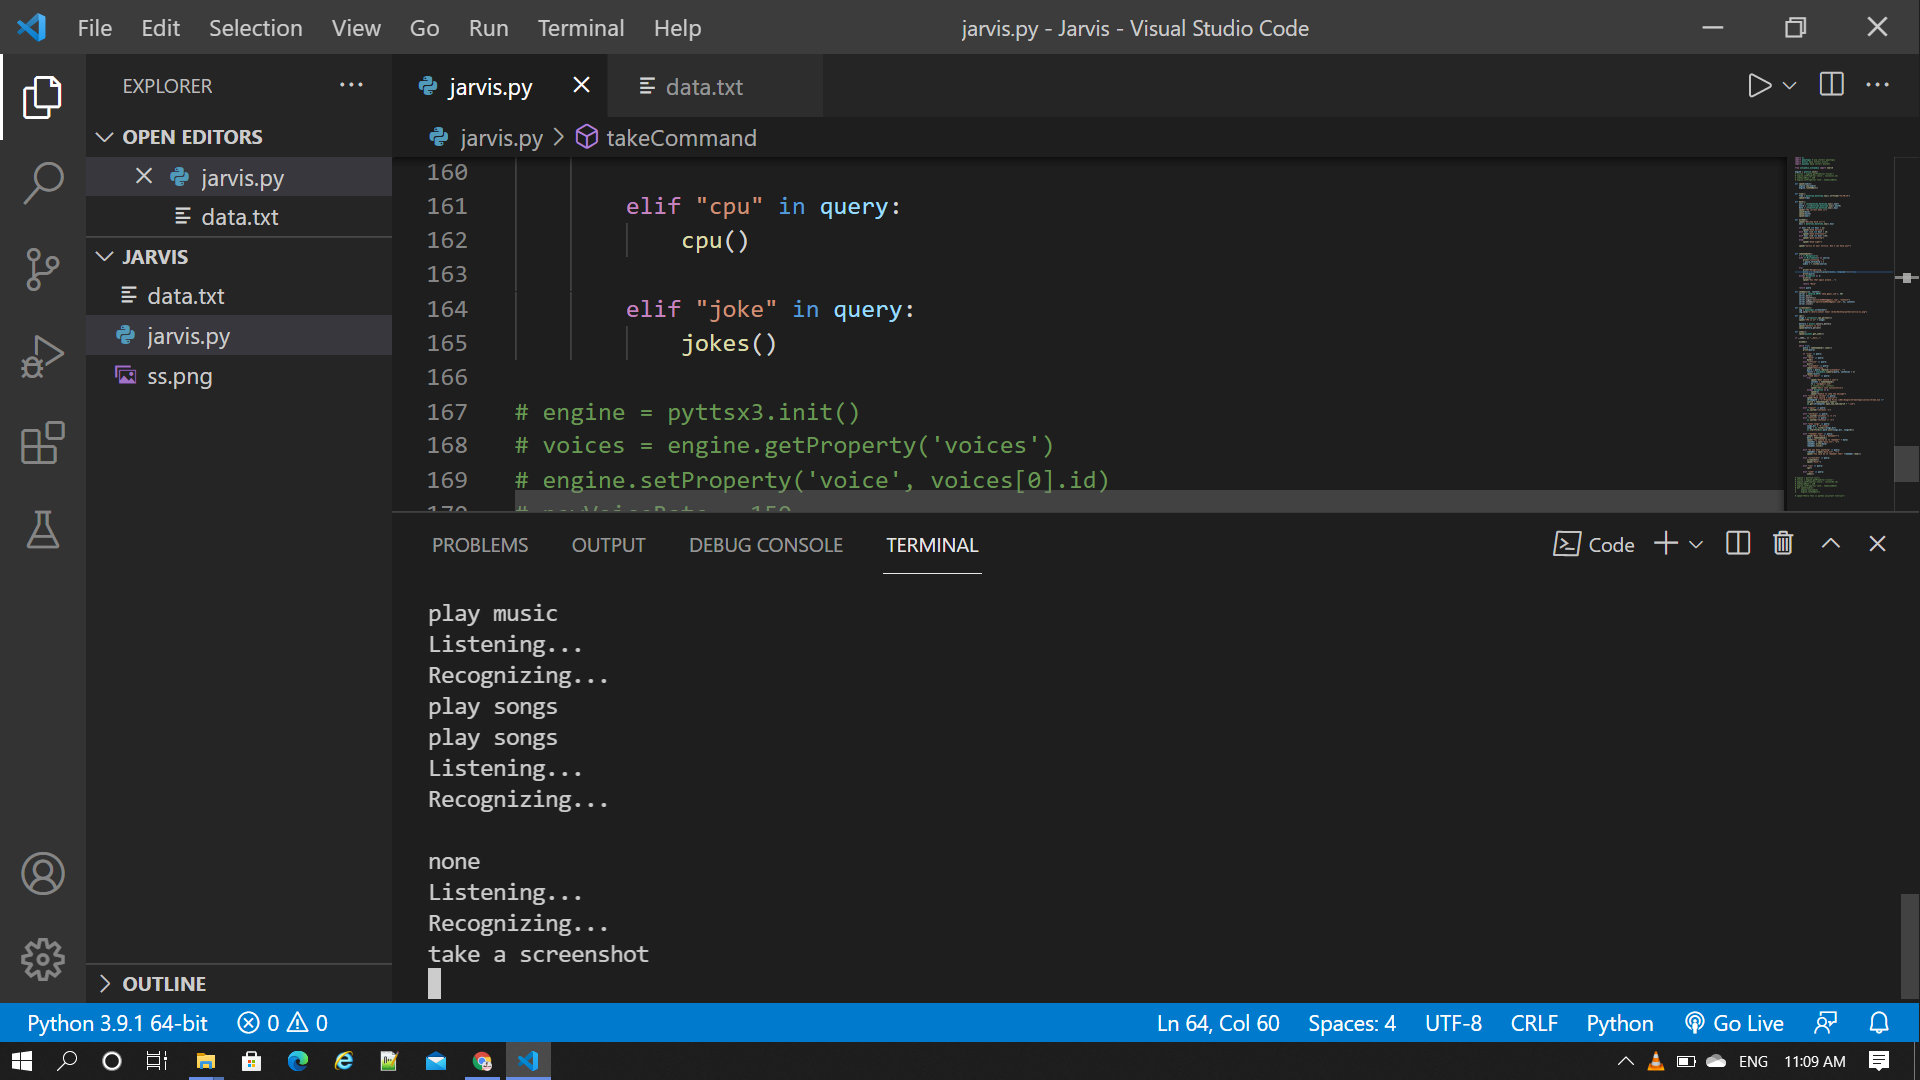 File Edit Selection View Go Run Terminal Help
jarvis.py - Jarvis - Visual Studio Code
EXPLORER
OPEN EDITORS
jarvis.py
data.txt
JARVIS
data.txt
jarvis.py
ss.png
OUTLINE
jarvis.py data.txt
jarvis.py > takeCommand
160
161 elif "cpu" in query:
162 cpu()
163
164 elif "joke" in query:
165 jokes()
166
167 # engine = pyttsx3.init()
168 # voices = engine.getProperty('voices')
169 # engine.setProperty('voice', voices[0].id)
PROBLEMS OUTPUT DEBUG CONSOLE TERMINAL
Code
play music
Listening...
Recognizing...
play songs
play songs
Listening...
Recognizing...
none
Listening...
Recognizing...
take a screenshot
Python 3.9.1 64-bit 0 0
Ln 64, Col 60 Spaces: 4 UTF-8 CRLF Python Go Live
ENG 11:09 AM